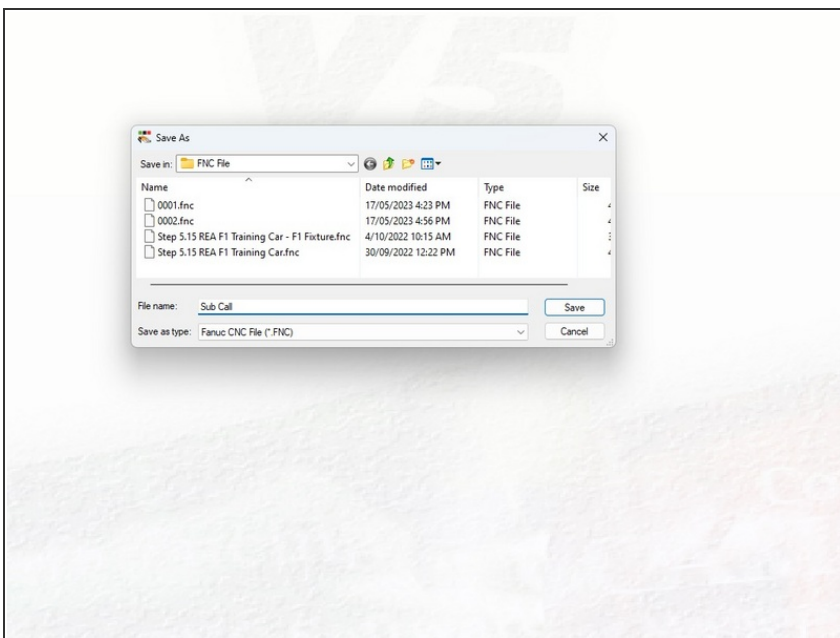 V5
Save As
Save in: FNC File
Name Date modified Type Size
0001.fnc 17/05/2023 4:23 PM FNC File
0002.fnc 17/05/2023 4:56 PM FNC File
Step 5.15 REA F1 Training Car - F1 Fixture.fnc 4/10/2022 10:15 AM FNC File
Step 5.15 REA F1 Training Car.fnc 30/09/2022 12:22 PM FNC File
File name: Sub Call Save
Save as type: Fanuc CNC File (*.FNC) Cancel